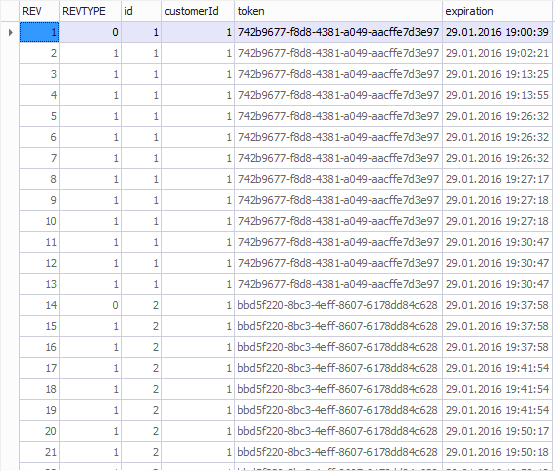 REV REVTYPE id customerId token expiration
1 0 1 1 742b9677-f8d8-4381-a049-aacffe7d3e97 29.01.2016 19:00:39
2 1 1 1 742b9677-f8d8-4381-a049-aacffe7d3e97 29.01.2016 19:02:21
3 1 1 1 742b9677-f8d8-4381-a049-aacffe7d3e97 29.01.2016 19:13:25
4 1 1 1 742b9677-f8d8-4381-a049-aacffe7d3e97 29.01.2016 19:13:55
5 1 1 1 742b9677-f8d8-4381-a049-aacffe7d3e97 29.01.2016 19:26:32
6 1 1 1 742b9677-f8d8-4381-a049-aacffe7d3e97 29.01.2016 19:26:32
7 1 1 1 742b9677-f8d8-4381-a049-aacffe7d3e97 29.01.2016 19:26:32
8 1 1 1 742b9677-f8d8-4381-a049-aacffe7d3e97 29.01.2016 19:27:17
9 1 1 1 742b9677-f8d8-4381-a049-aacffe7d3e97 29.01.2016 19:27:18
10 1 1 1 742b9677-f8d8-4381-a049-aacffe7d3e97 29.01.2016 19:27:18
11 1 1 1 742b9677-f8d8-4381-a049-aacffe7d3e97 29.01.2016 19:30:47
12 1 1 1 742b9677-f8d8-4381-a049-aacffe7d3e97 29.01.2016 19:30:47
13 1 1 1 742b9677-f8d8-4381-a049-aacffe7d3e97 29.01.2016 19:30:47
14 0 2 1 bbd5f220-8bc3-4eff-8607-6178dd84c628 29.01.2016 19:37:58
15 1 2 1 bbd5f220-8bc3-4eff-8607-6178dd84c628 29.01.2016 19:37:58
16 1 2 1 bbd5f220-8bc3-4eff-8607-6178dd84c628 29.01.2016 19:37:58
17 1 2 1 bbd5f220-8bc3-4eff-8607-6178dd84c628 29.01.2016 19:41:54
18 1 2 1 bbd5f220-8bc3-4eff-8607-6178dd84c628 29.01.2016 19:41:54
19 1 2 1 bbd5f220-8bc3-4eff-8607-6178dd84c628 29.01.2016 19:41:54
20 1 2 1 bbd5f220-8bc3-4eff-8607-6178dd84c628 29.01.2016 19:50:17
21 1 2 1 bbd5f220-8bc3-4eff-8607-6178dd84c628 29.01.2016 19:50:18